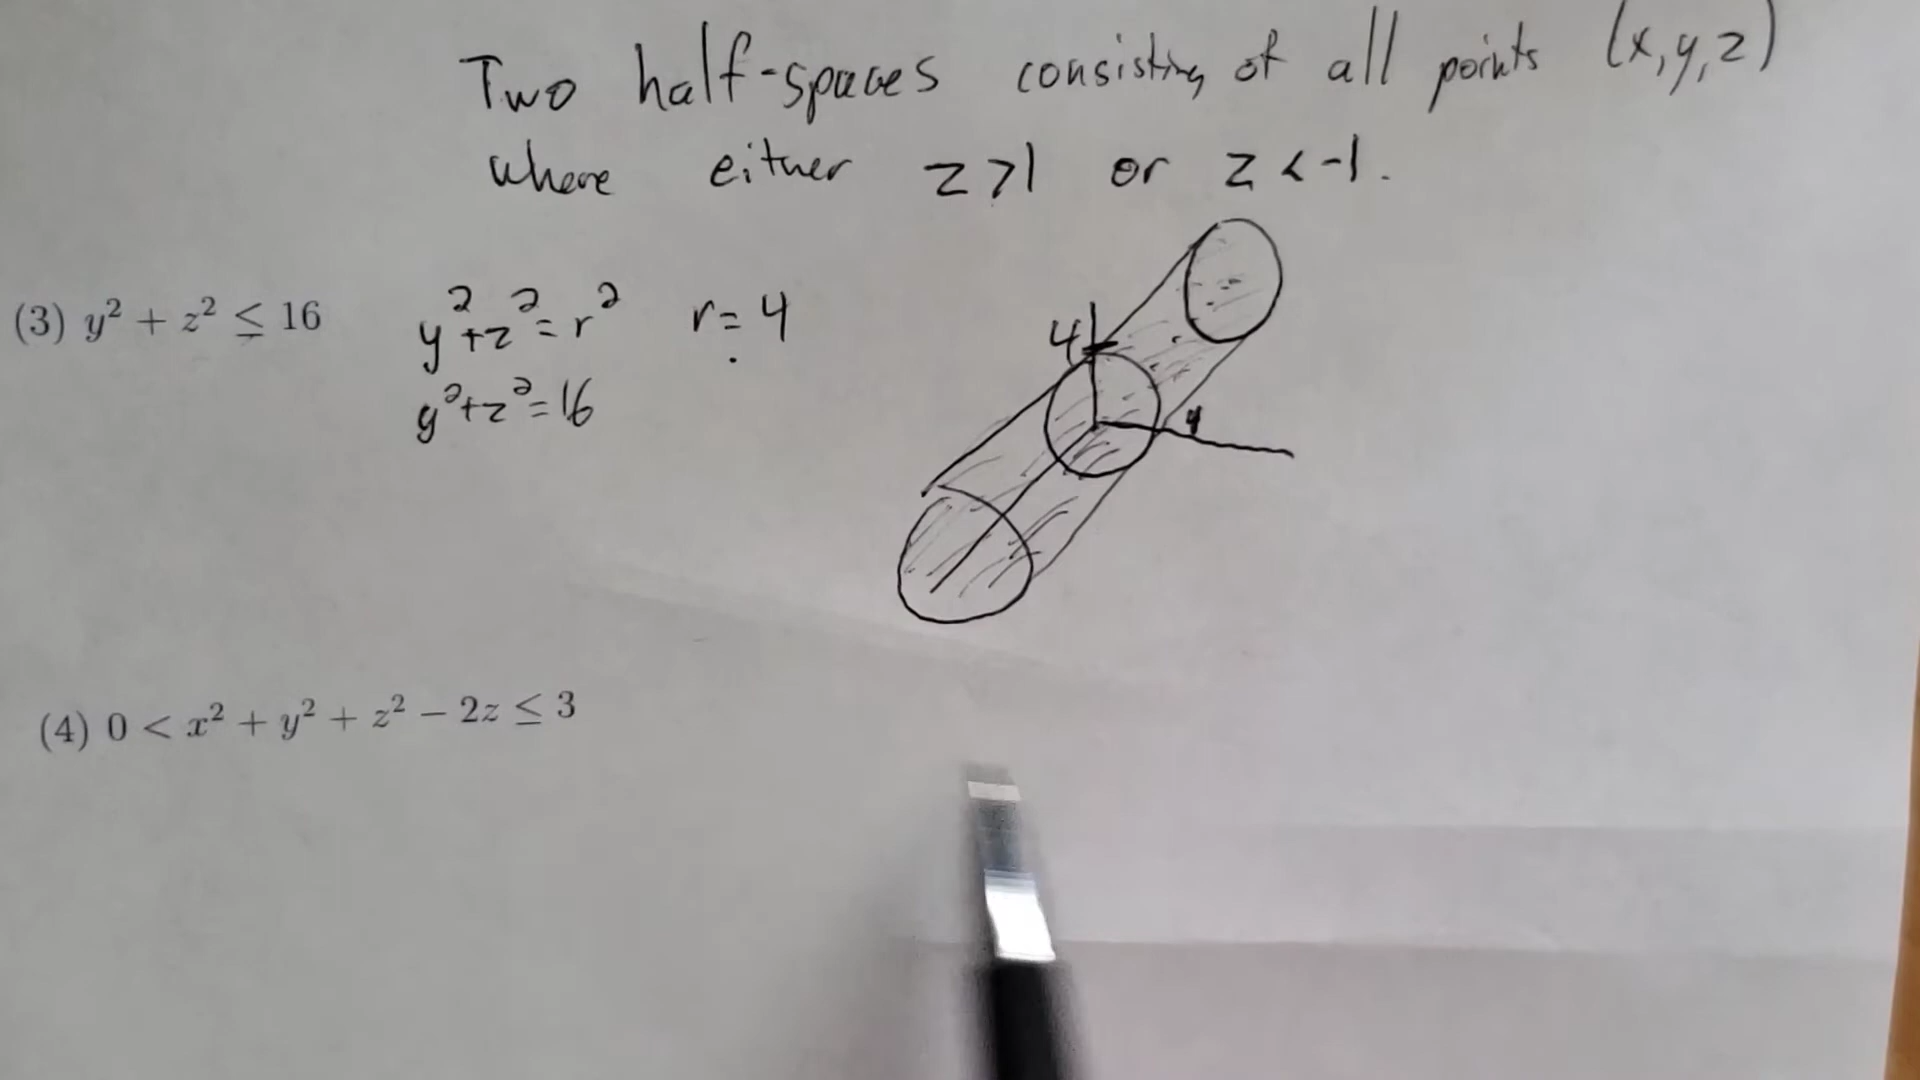 Two half-spaces consisting of all points (x,y,z)
where either z>1 or z<-1.
(3) y² + z² ≤ 16
y²+z²=r² r=4
y²+z²=16
4
4
(4) 0 < x² + y² + z² − 2z ≤ 3